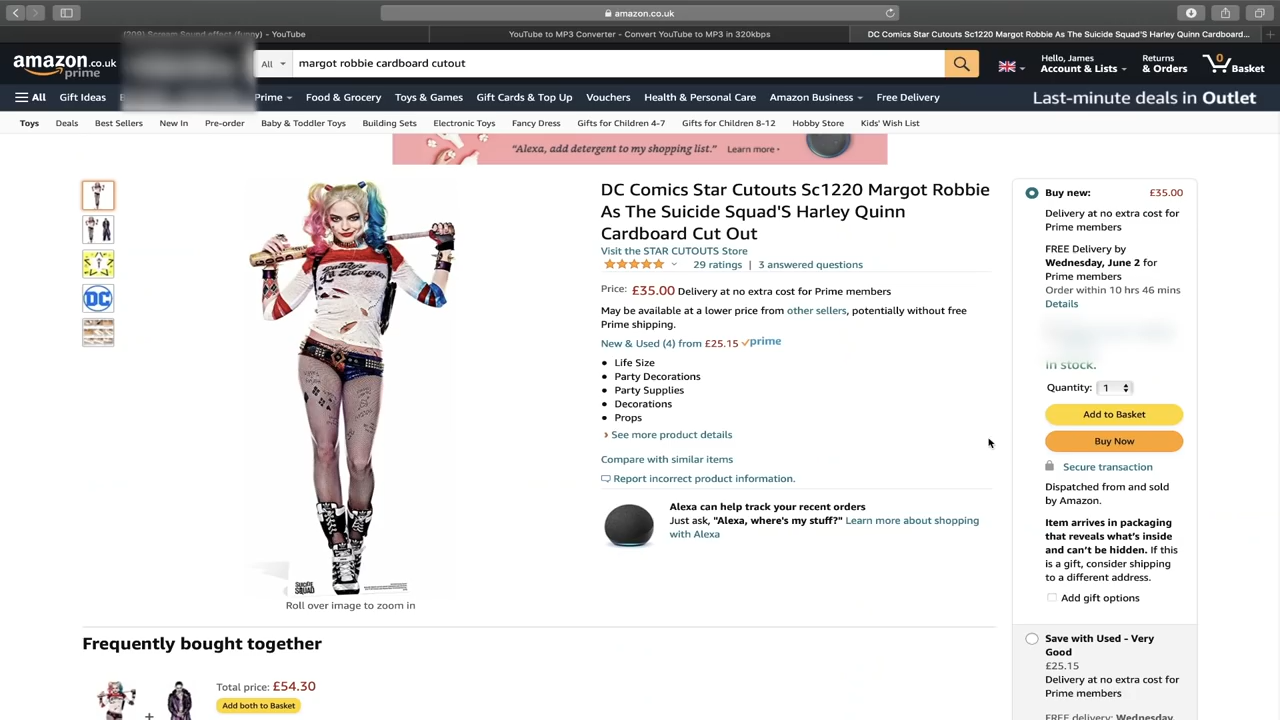 amazon.co.uk
(209) Scream Sound effect (funny) - YouTube
YouTube to MP3 Converter - Convert YouTube to MP3 in 320kbps
DC Comics Star Cutouts Sc1220 Margot Robbie As The Suicide Squad'S Harley Quinn Cardboard...
amazon.co.uk
prime
All
margot robbie cardboard cutout
Hello, James
Account & Lists
Returns
& Orders
0
Basket
All Gift Ideas Prime Food & Grocery Toys & Games Gift Cards & Top Up Vouchers Health & Personal Care Amazon Business Free Delivery
Last-minute deals in Outlet
Toys Deals Best Sellers New In Pre-order Baby & Toddler Toys Building Sets Electronic Toys Fancy Dress Gifts for Children 4-7 Gifts for Children 8-12 Hobby Store Kids' Wish List
“Alexa, add detergent to my shopping list.” Learn more
DC
SUICIDE
SQUAD
Roll over image to zoom in
DC Comics Star Cutouts Sc1220 Margot Robbie
As The Suicide Squad'S Harley Quinn
Cardboard Cut Out
Visit the STAR CUTOUTS Store
29 ratings | 3 answered questions
Price: £35.00 Delivery at no extra cost for Prime members
May be available at a lower price from other sellers, potentially without free
Prime shipping.
New & Used (4) from £25.15 prime
• Life Size
• Party Decorations
• Party Supplies
• Decorations
• Props
› See more product details
Compare with similar items
Report incorrect product information.
Alexa can help track your recent orders
Just ask, "Alexa, where's my stuff?" Learn more about shopping
with Alexa
Buy new: £35.00
Delivery at no extra cost for
Prime members
FREE Delivery by
Wednesday, June 2 for
Prime members
Order within 10 hrs 46 mins
Details
In stock.
Quantity: 1
Add to Basket
Buy Now
Secure transaction
Dispatched from and sold
by Amazon.
Item arrives in packaging
that reveals what's inside
and can't be hidden. If this
is a gift, consider shipping
to a different address.
Add gift options
Save with Used - Very
Good
£25.15
Delivery at no extra cost for
Prime members
FREE delivery: Wednesday
Frequently bought together
+
Total price: £54.30
Add both to Basket